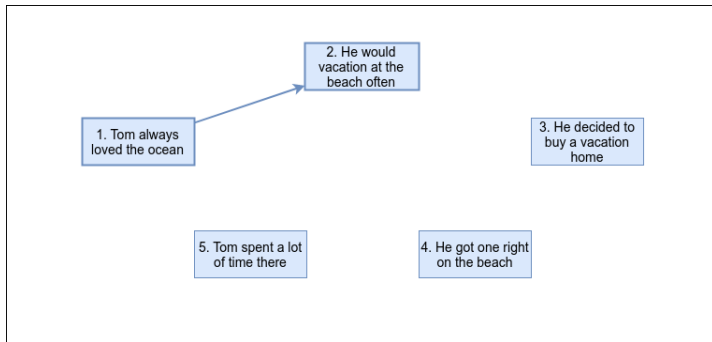 2. He would
vacation at the
beach often
1. Tom always
loved the ocean
3. He decided to
buy a vacation
home
5. Tom spent a lot
of time there
4. He got one right
on the beach